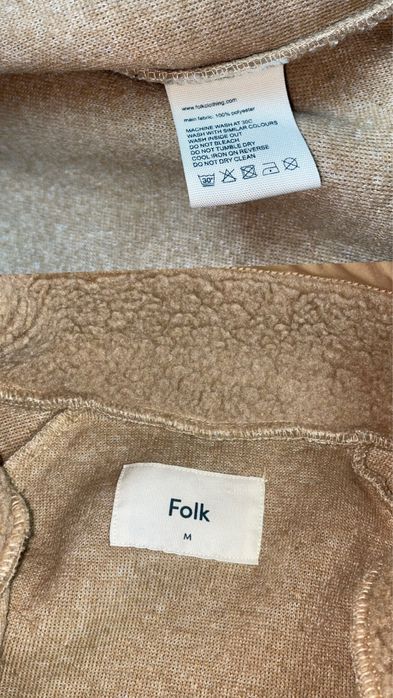 www.folkclothing.com
main fabric: 100% polyester
MACHINE WASH AT 30C
WASH WITH SIMILAR COLOURS
WASH INSIDE OUT
DO NOT BLEACH
DO NOT TUMBLE DRY
COOL IRON ON REVERSE
DO NOT DRY CLEAN
30°
Folk
M